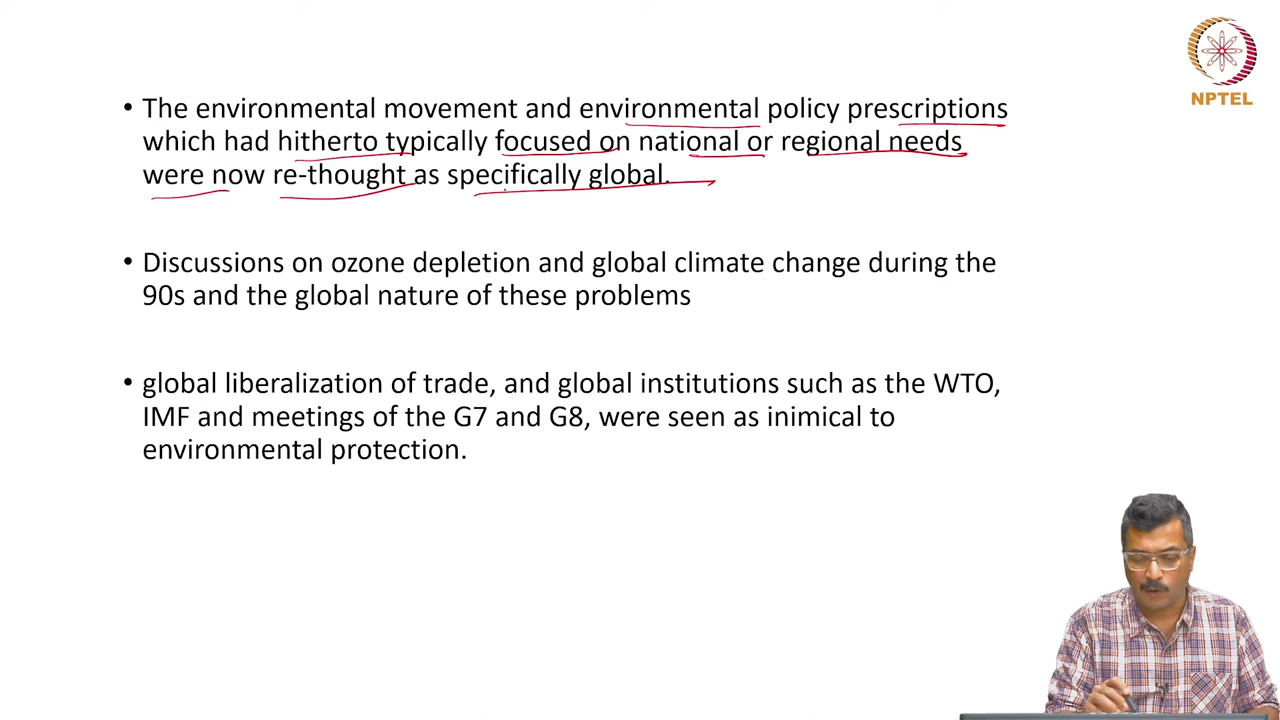 NPTEL
• The environmental movement and environmental policy prescriptions
which had hitherto typically focused on national or regional needs
were now re-thought as specifically global.
• Discussions on ozone depletion and global climate change during the
90s and the global nature of these problems
• global liberalization of trade, and global institutions such as the WTO,
IMF and meetings of the G7 and G8, were seen as inimical to
environmental protection.